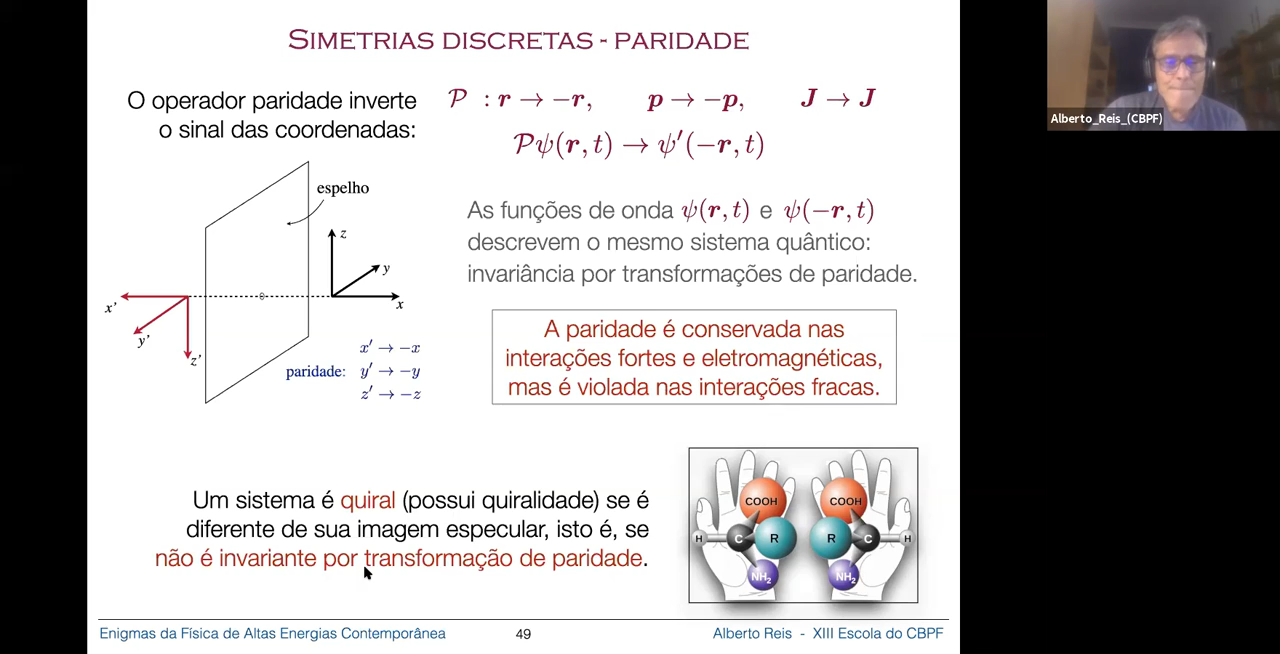 SIMETRIAS DISCRETAS - PARIDADE
O operador paridade inverte
o sinal das coordenadas:
𝒫 : r → −r, p → −p, J → J
𝒫ψ(r, t) → ψ′(−r, t)
espelho
z
y
x
x'
y'
z'
paridade:
x′ → −x
y′ → −y
z′ → −z
As funções de onda ψ(r, t) e ψ(−r, t)
descrevem o mesmo sistema quântico:
invariância por transformações de paridade.
A paridade é conservada nas
interações fortes e eletromagnéticas,
mas é violada nas interações fracas.
Um sistema é quiral (possui quiralidade) se é
diferente de sua imagem especular, isto é, se
não é invariante por transformação de paridade.
COOH COOH
H C R R C H
NH2 NH2
Enigmas da Física de Altas Energias Contemporânea 49 Alberto Reis - XIII Escola do CBPF
Alberto_Reis_(CBPF)